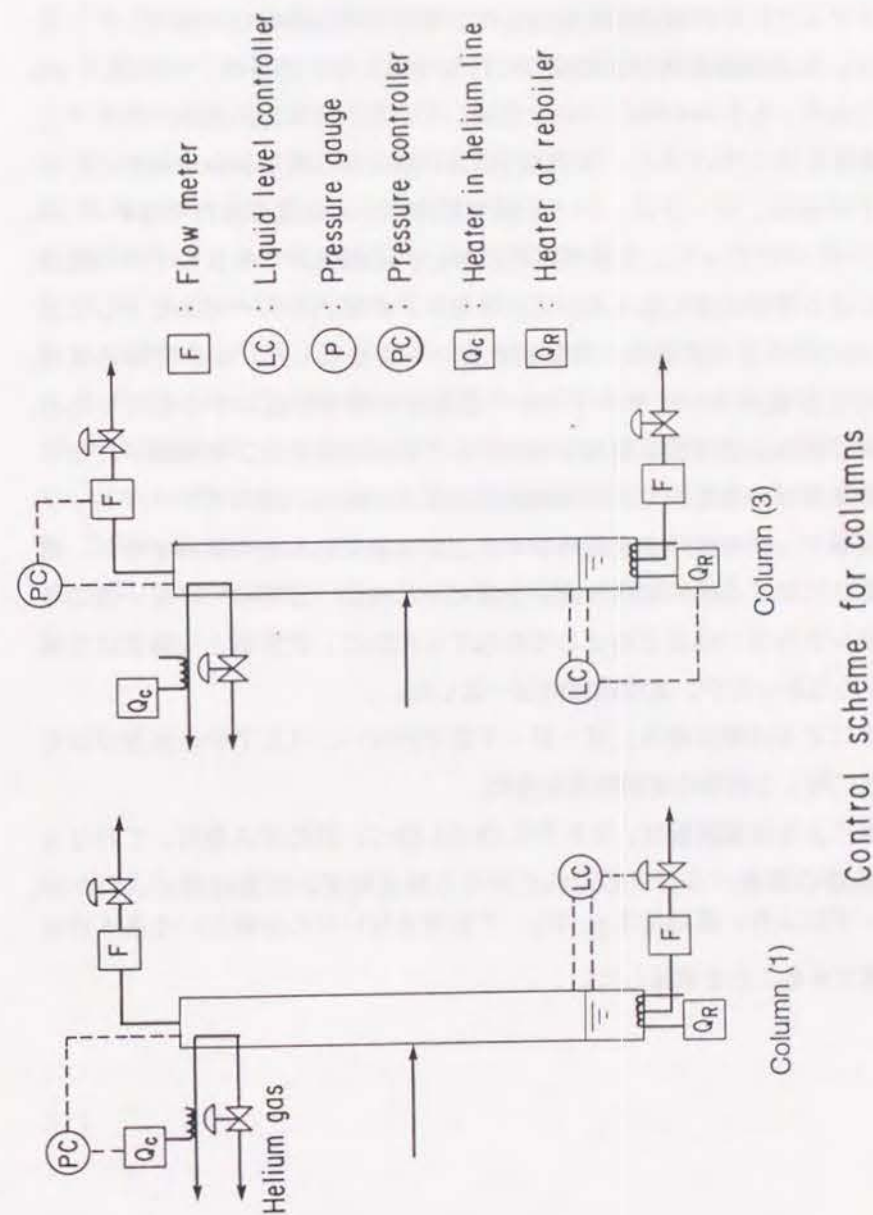 PC
Qc
F
Helium gas
LC
F
QR
Column (1)
PC
Qc
F
LC
F
QR
Column (3)
F Flow meter
LC Liquid level controller
P Pressure gauge
PC Pressure controller
Qc Heater in helium line
QR Heater at reboiler
Control scheme for columns